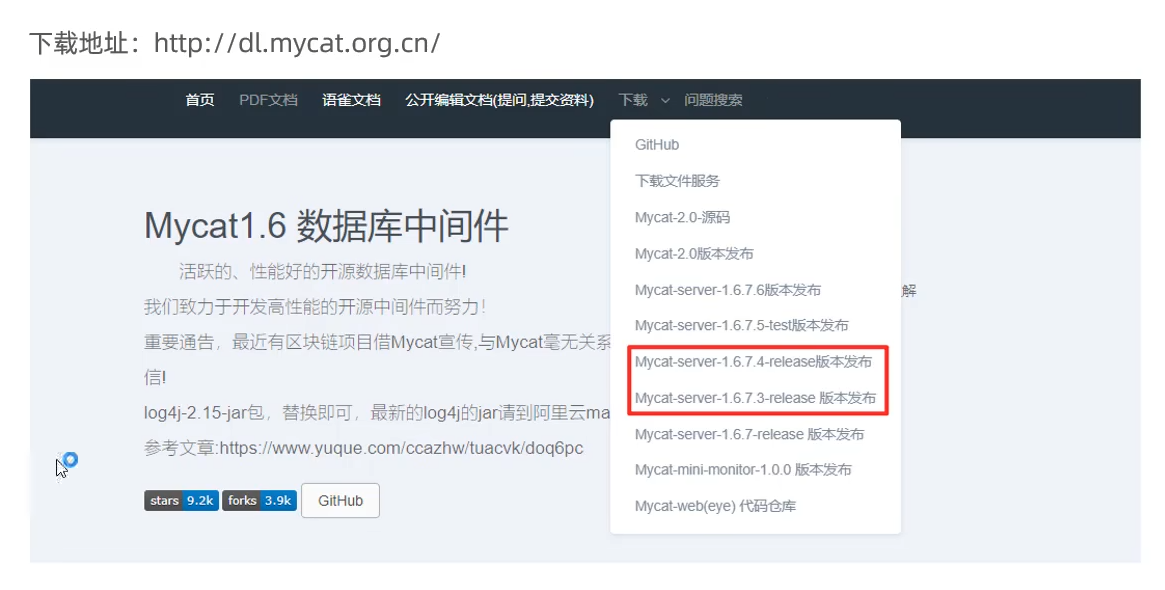 下载地址：http://dl.mycat.org.cn/
首页 PDF文档 语雀文档 公开编辑文档(提问,提交资料) 下载 问题搜索
GitHub
下载文件服务
Mycat-2.0-源码
Mycat-2.0版本发布
Mycat-server-1.6.7.6版本发布
Mycat-server-1.6.7.5-test版本发布
Mycat-server-1.6.7.4-release版本发布
Mycat-server-1.6.7.3-release 版本发布
Mycat-server-1.6.7-release 版本发布
Mycat-mini-monitor-1.0.0 版本发布
Mycat-web(eye) 代码仓库
Mycat1.6 数据库中间件
活跃的、性能好的开源数据库中间件!
我们致力于开发高性能的开源中间件而努力!
重要通告，最近有区块链项目借Mycat宣传,与Mycat毫无关系
解
信!
log4j-2.15-jar包，替换即可，最新的log4j的jar请到阿里云ma
参考文章:https://www.yuque.com/ccazhw/tuacvk/doq6pc
stars 9.2k forks 3.9k GitHub